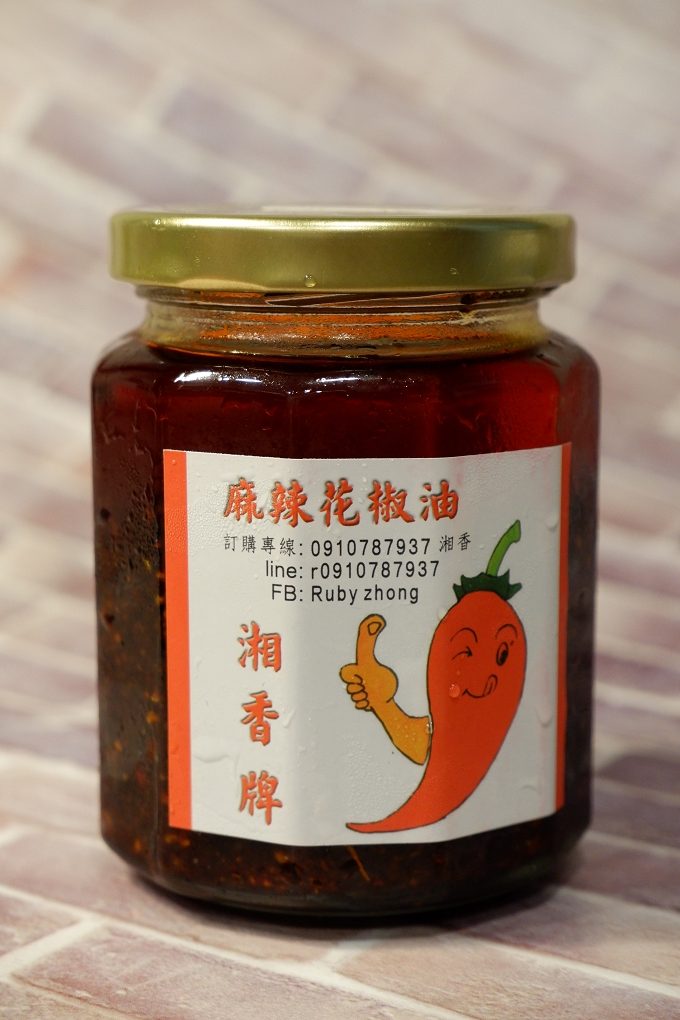 麻辣花椒油
訂購專線: 0910787937 湘香
line: r0910787937
FB: Ruby zhong
湘香牌